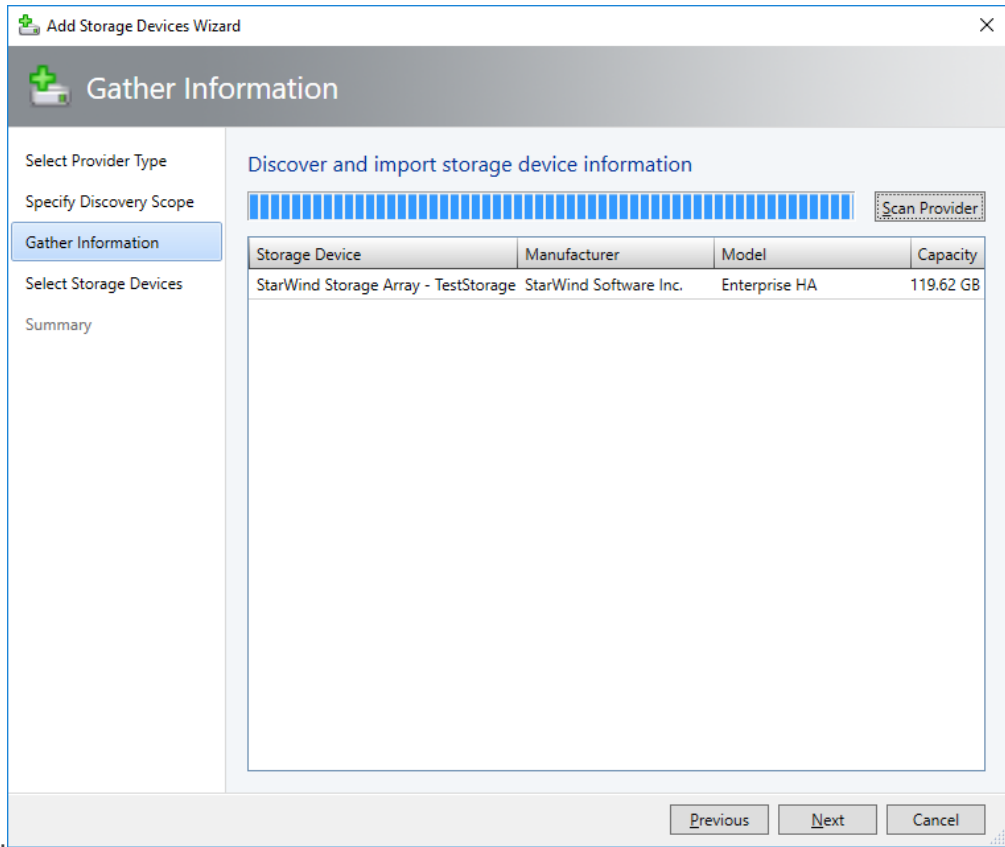 Add Storage Devices Wizard
Gather Information
Select Provider Type
Specify Discovery Scope
Gather Information
Select Storage Devices
Summary
Discover and import storage device information
Scan Provider
Storage Device Manufacturer Model Capacity
StarWind Storage Array - TestStorage StarWind Software Inc. Enterprise HA 119.62 GB
Previous Next Cancel
.